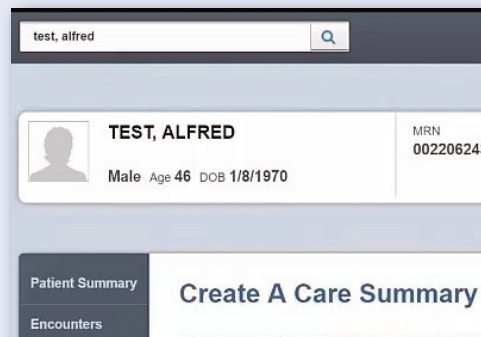 test, alfred
TEST, ALFRED
Male Age 46 DOB 1/8/1970
MRN
Patient Summary
Encounters
Create A Care Summary